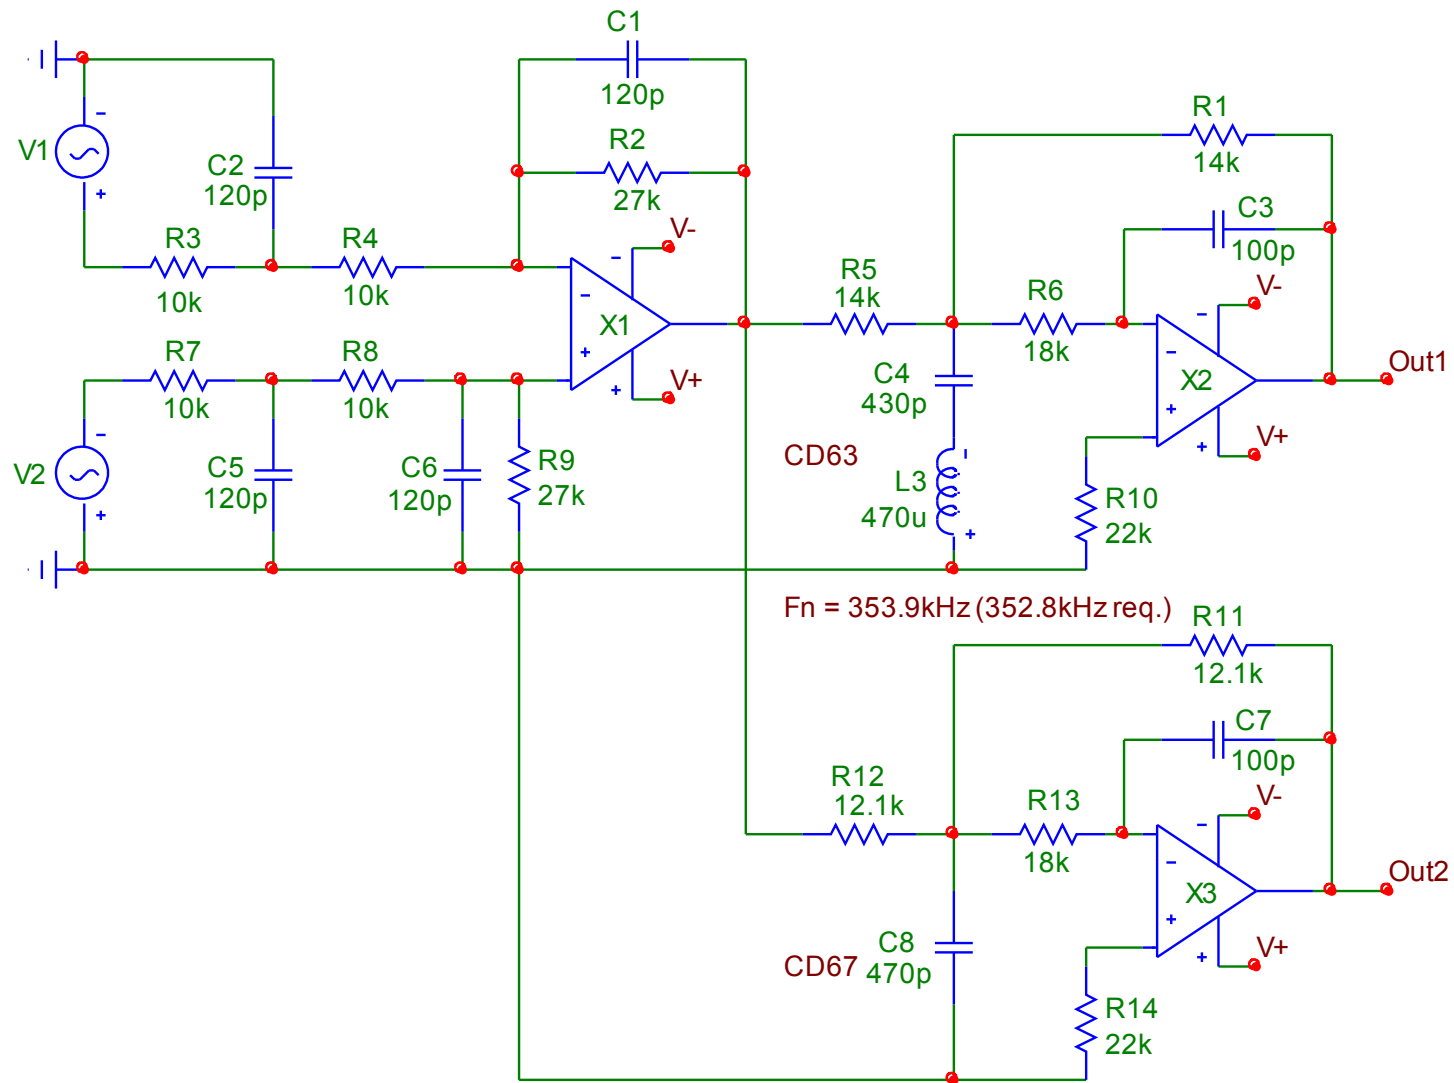 C1
120p
R2
27k
V1
C2
120p
R3
10k
R4
10k
V-
X1
V+
R7
10k
R8
10k
V2
C5
120p
C6
120p
R9
27k
R1
14k
C3
100p
R5
14k
R6
18k
V-
X2
V+
Out1
C4
430p
CD63
L3
470u
R10
22k
Fn = 353.9kHz (352.8kHz req.)
R11
12.1k
C7
100p
R12
12.1k
R13
18k
V-
X3
V+
Out2
CD67
C8
470p
R14
22k